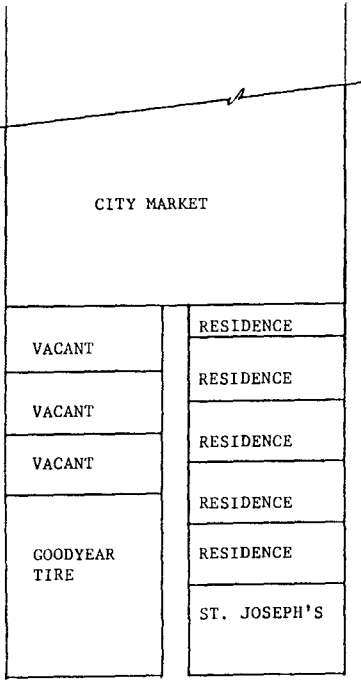 CITY MARKET
VACANT
VACANT
VACANT
GOODYEAR
TIRE
RESIDENCE
RESIDENCE
RESIDENCE
RESIDENCE
RESIDENCE
ST. JOSEPH'S